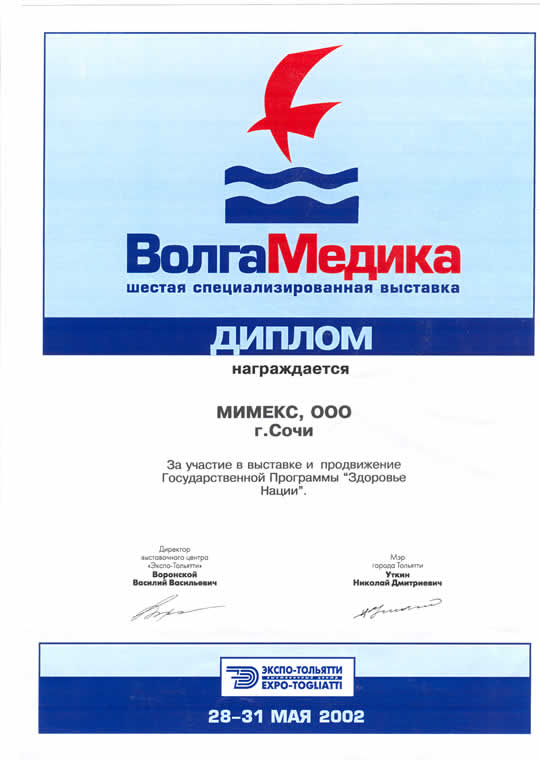 ВолгаМедика
шестая специализированная выставка
ДИПЛОМ
награждается
МИМЕКС, ООО
г.Сочи
За участие в выставке и продвижение
Государственной Программы "Здоровье
Нации".
Директор
выставочного центра
«Экспо-Тольятти»
Воронской
Василий Васильевич
Мэр
города Тольятти
Уткин
Николай Дмитриевич
ЭКСПО-ТОЛЬЯТТИ
ВЫСТАВОЧНЫЙ ЦЕНТР
EXPO-TOGLIATTI
28–31 МАЯ 2002